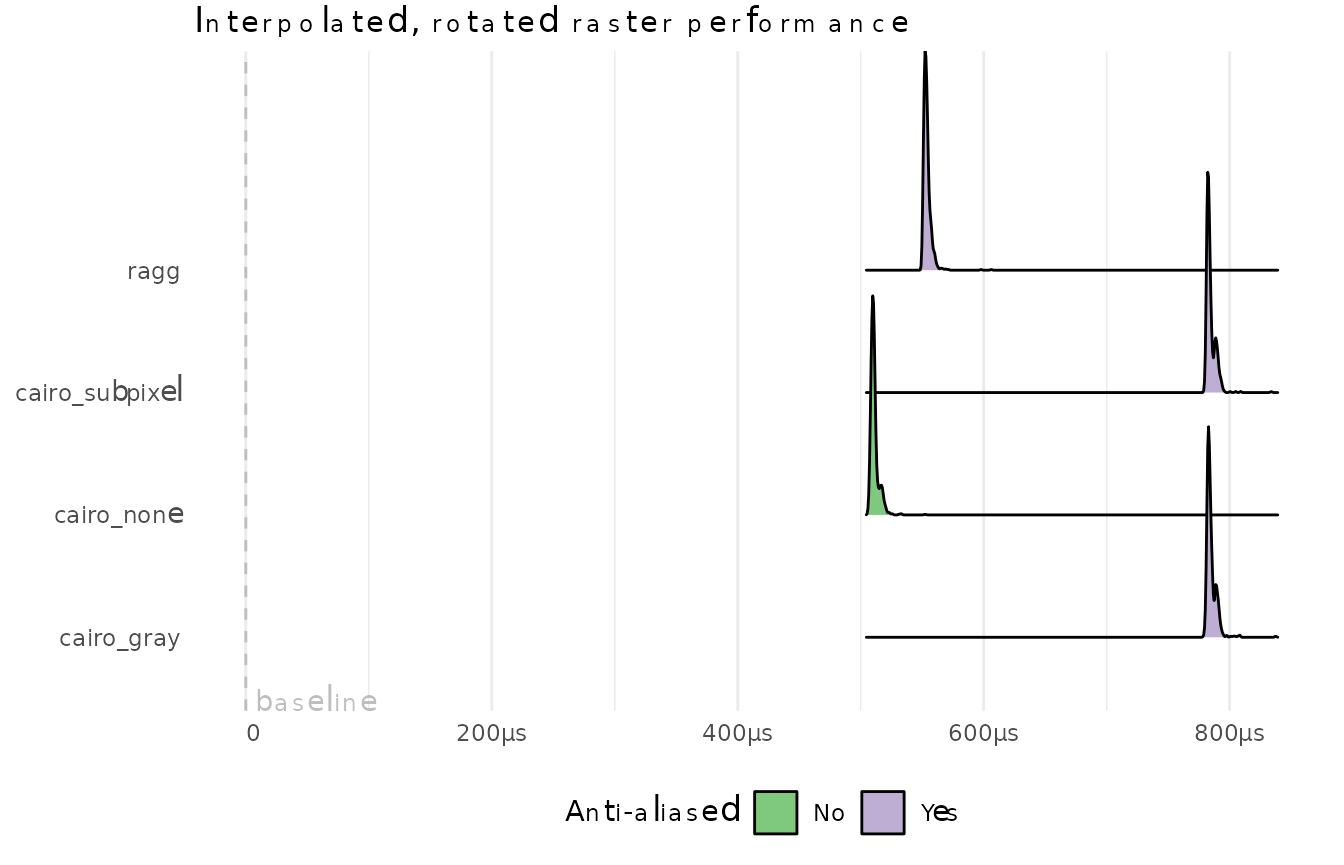 Interpolated, rotated raster performance
ragg
cairo_subpixel
cairo_none
cairo_gray
baseline
0 200µs 400µs 600µs 800µs
Anti-aliased No Yes